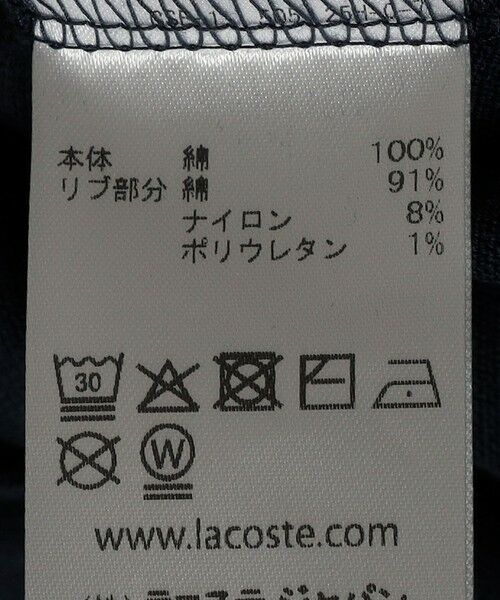 本体 綿 100%
リブ部分 綿 91%
ナイロン 8%
ポリウレタン 1%
30
W
www.lacoste.com